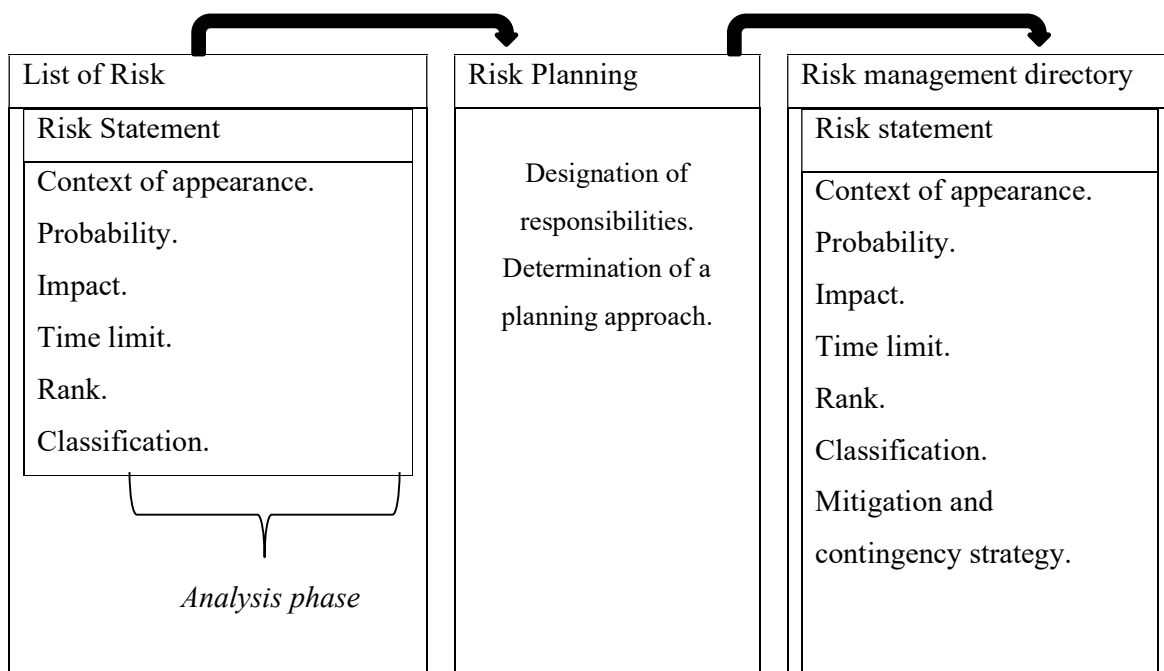 List of Risk
Risk Statement
Context of appearance.
Probability.
Impact.
Time limit.
Rank.
Classification.
Analysis phase
Risk Planning
Designation of
responsibilities.
Determination of a
planning approach.
Risk management directory
Risk statement
Context of appearance.
Probability.
Impact.
Time limit.
Rank.
Classification.
Mitigation and
contingency strategy.